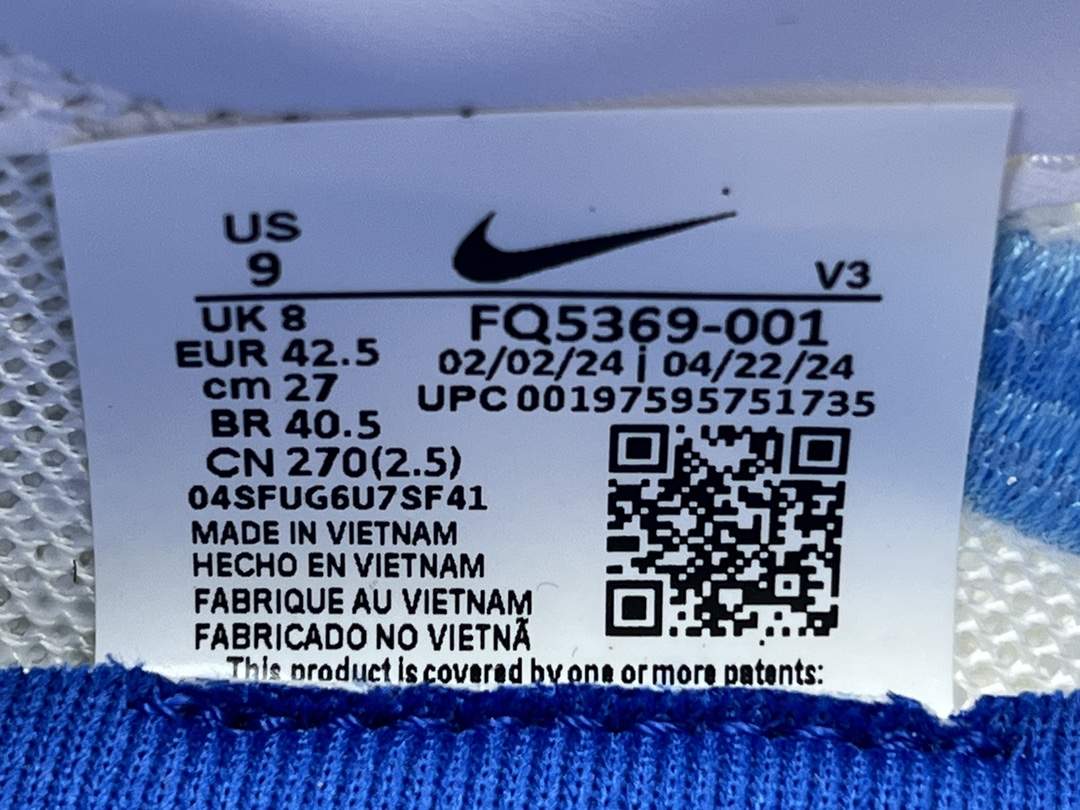 US
9
V3
UK 8
EUR 42.5
cm 27
BR 40.5
CN 270(2.5)
04SFUG6U7SF41
MADE IN VIETNAM
HECHO EN VIETNAM
FABRIQUE AU VIETNAM
FABRICADO NO VIETNÃ
FQ5369-001
02/02/24 | 04/22/24
UPC 00197595751735
This product is covered by one or more patents: